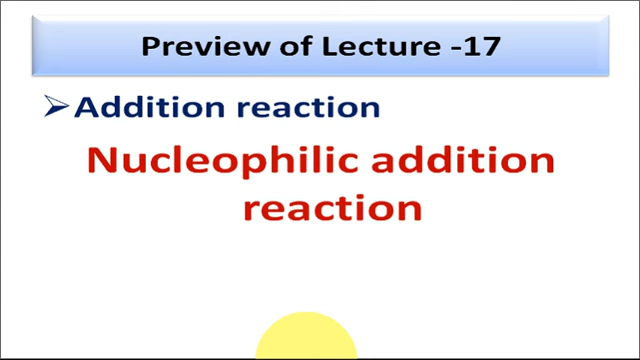 Preview of Lecture -17
➢Addition reaction
Nucleophilic addition
reaction